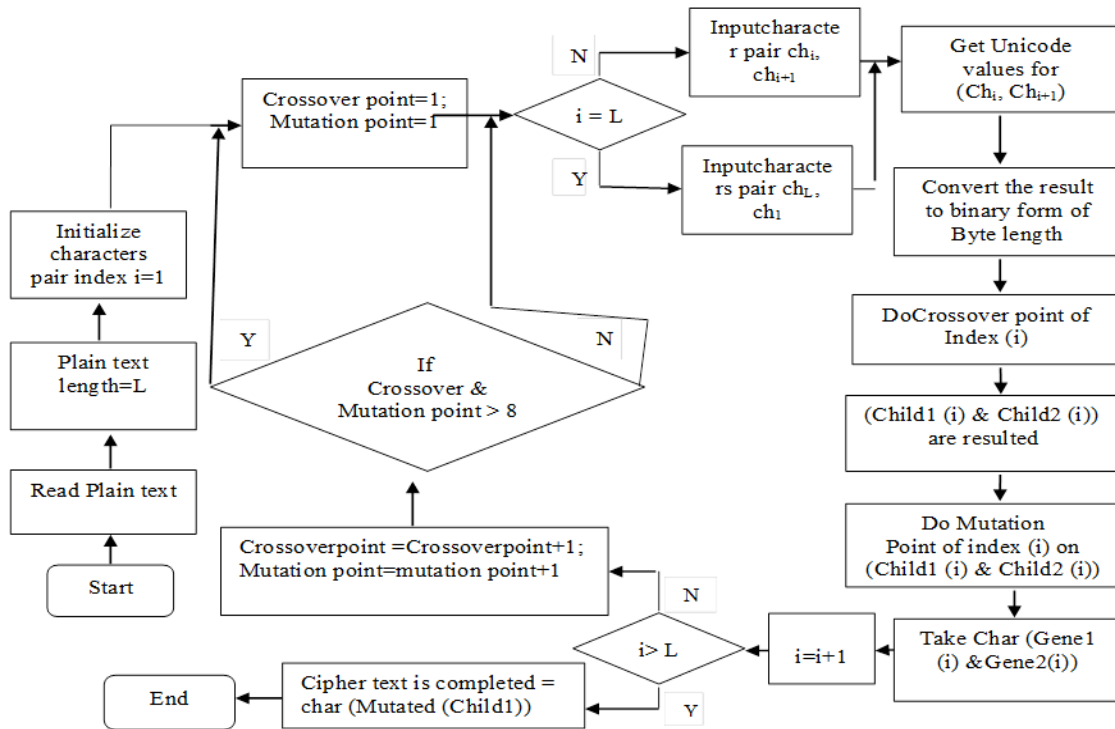 Start
Read Plain text
Plain text
length=L
Initialize
characters
pair index i=1
Crossover point=1;
Mutation point=1
i = L
N
Inputcharacte
r pair chᵢ,
chᵢ₊₁
Y
Inputcharacte
rs pair ch_L,
ch₁
Get Unicode
values for
(Chᵢ, Chᵢ₊₁)
Convert the result
to binary form of
Byte length
DoCrossover point of
Index (i)
(Child1 (i) & Child2 (i))
are resulted
Do Mutation
Point of index (i) on
(Child1 (i) & Child2 (i))
Take Char (Gene1
(i) &Gene2(i))
i=i+1
i> L
N
Crossoverpoint =Crossoverpoint+1;
Mutation point=mutation point+1
If
Crossover &
Mutation point > 8
Y
N
Y
Cipher text is completed =
char (Mutated (Child1))
End